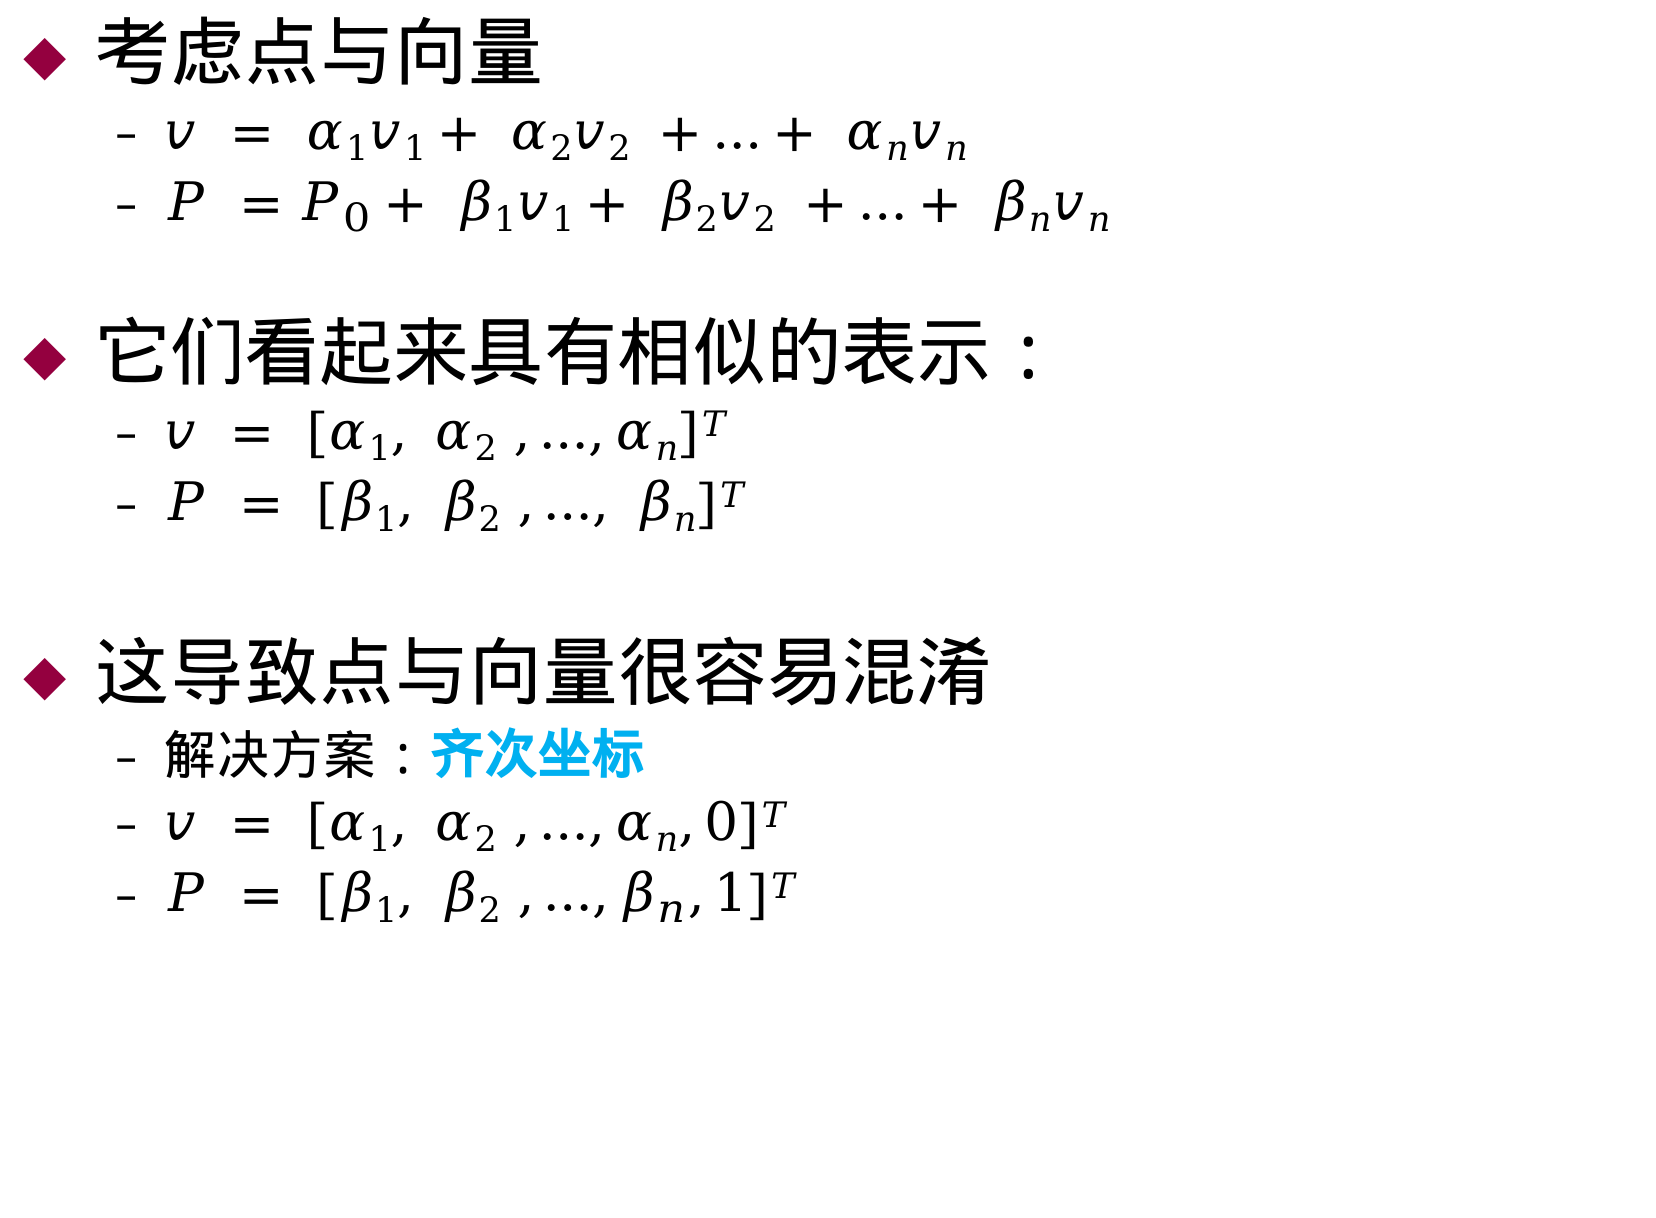 ◆ 考虑点与向量
– v = α₁v₁ + α₂v₂ + … + αₙvₙ
– P = P₀ + β₁v₁ + β₂v₂ + … + βₙvₙ
◆ 它们看起来具有相似的表示：
– v = [α₁, α₂ , …, αₙ]ᵀ
– P = [β₁, β₂ , …, βₙ]ᵀ
◆ 这导致点与向量很容易混淆
– 解决方案：齐次坐标
– v = [α₁, α₂ , …, αₙ, 0]ᵀ
– P = [β₁, β₂ , …, βₙ, 1]ᵀ